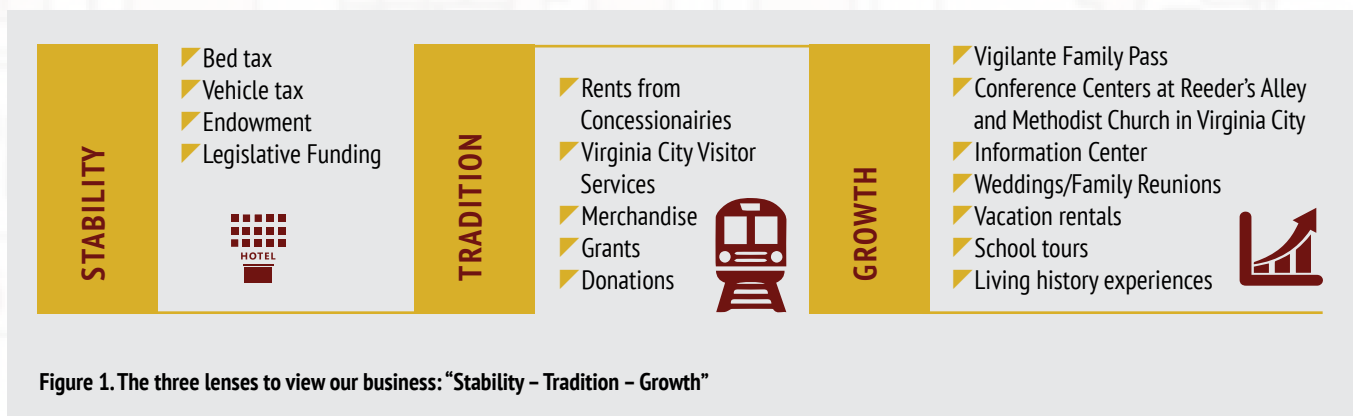 STABILITY
Bed tax
Vehicle tax
Endowment
Legislative Funding
HOTEL
TRADITION
Rents from
Concessionairies
Virginia City Visitor
Services
Merchandise
Grants
Donations
GROWTH
Vigilante Family Pass
Conference Centers at Reeder's Alley
and Methodist Church in Virginia City
Information Center
Weddings/Family Reunions
Vacation rentals
School tours
Living history experiences
Figure 1. The three lenses to view our business: “Stability – Tradition – Growth”